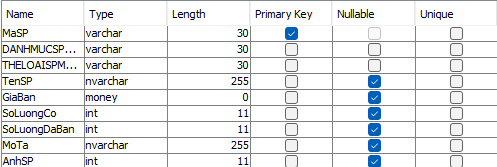 Name Type Length Primary Key Nullable Unique
MaSP varchar 30
DANHMUCSP... varchar 30
THELOAISPM... varchar 30
TenSP nvarchar 255
GiaBan money 0
SoLuongCo int 11
SoLuongDaBan int 11
MoTa nvarchar 255
AnhSP int 11